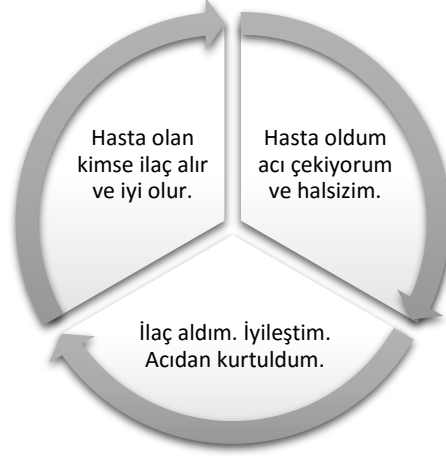 Hasta olan
kimse ilaç alır
ve iyi olur.
Hasta oldum
acı çekiyorum
ve halsizim.
İlaç aldım. İyileştim.
Acıdan kurtuldum.